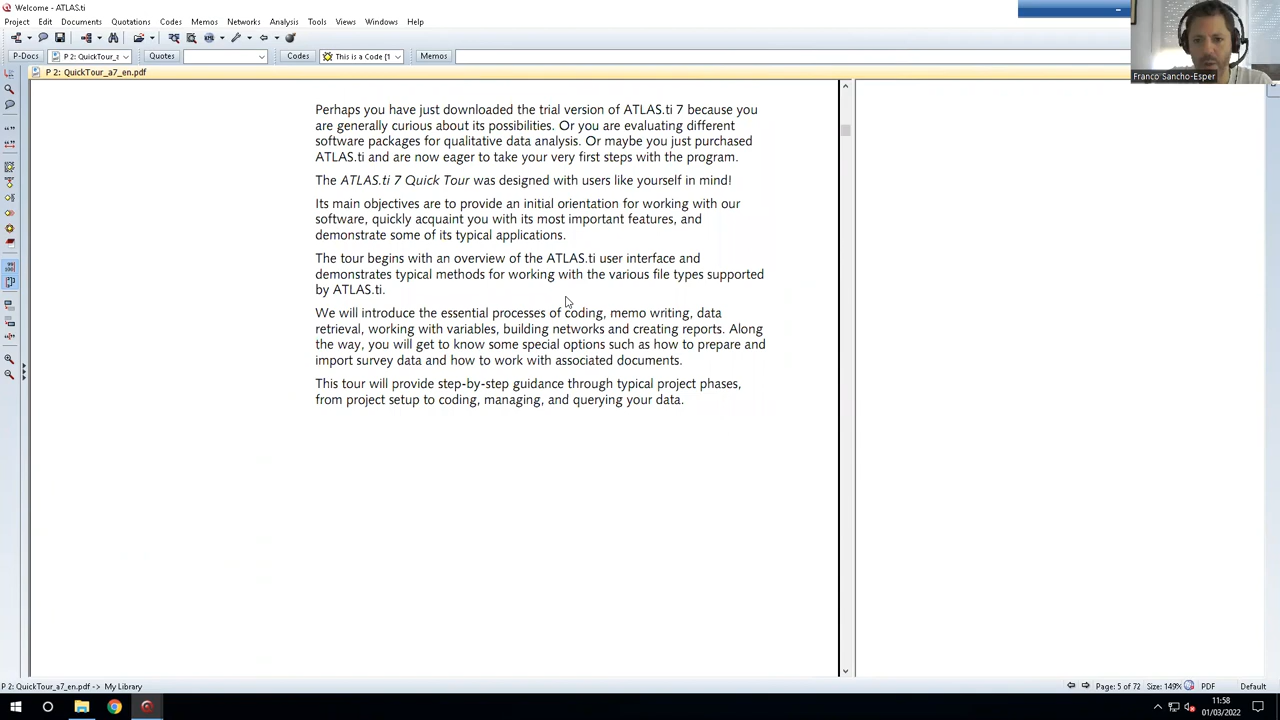 Welcome - ATLAS.ti
Project Edit Documents Quotations Codes Memos Networks Analysis Tools Views Windows Help
P-Docs P 2: QuickTour_a Quotes Codes This is a Code [1 Memos
P 2: QuickTour_a7_en.pdf
Franco Sancho-Esper
Perhaps you have just downloaded the trial version of ATLAS.ti 7 because you
are generally curious about its possibilities. Or you are evaluating different
software packages for qualitative data analysis. Or maybe you just purchased
ATLAS.ti and are now eager to take your very first steps with the program.
The ATLAS.ti 7 Quick Tour was designed with users like yourself in mind!
Its main objectives are to provide an initial orientation for working with our
software, quickly acquaint you with its most important features, and
demonstrate some of its typical applications.
The tour begins with an overview of the ATLAS.ti user interface and
demonstrates typical methods for working with the various file types supported
by ATLAS.ti.
We will introduce the essential processes of coding, memo writing, data
retrieval, working with variables, building networks and creating reports. Along
the way, you will get to know some special options such as how to prepare and
import survey data and how to work with associated documents.
This tour will provide step-by-step guidance through typical project phases,
from project setup to coding, managing, and querying your data.
P 2: QuickTour_a7_en.pdf -> My Library Page: 5 of 72 Size: 149% PDF Default
11:58
01/03/2022